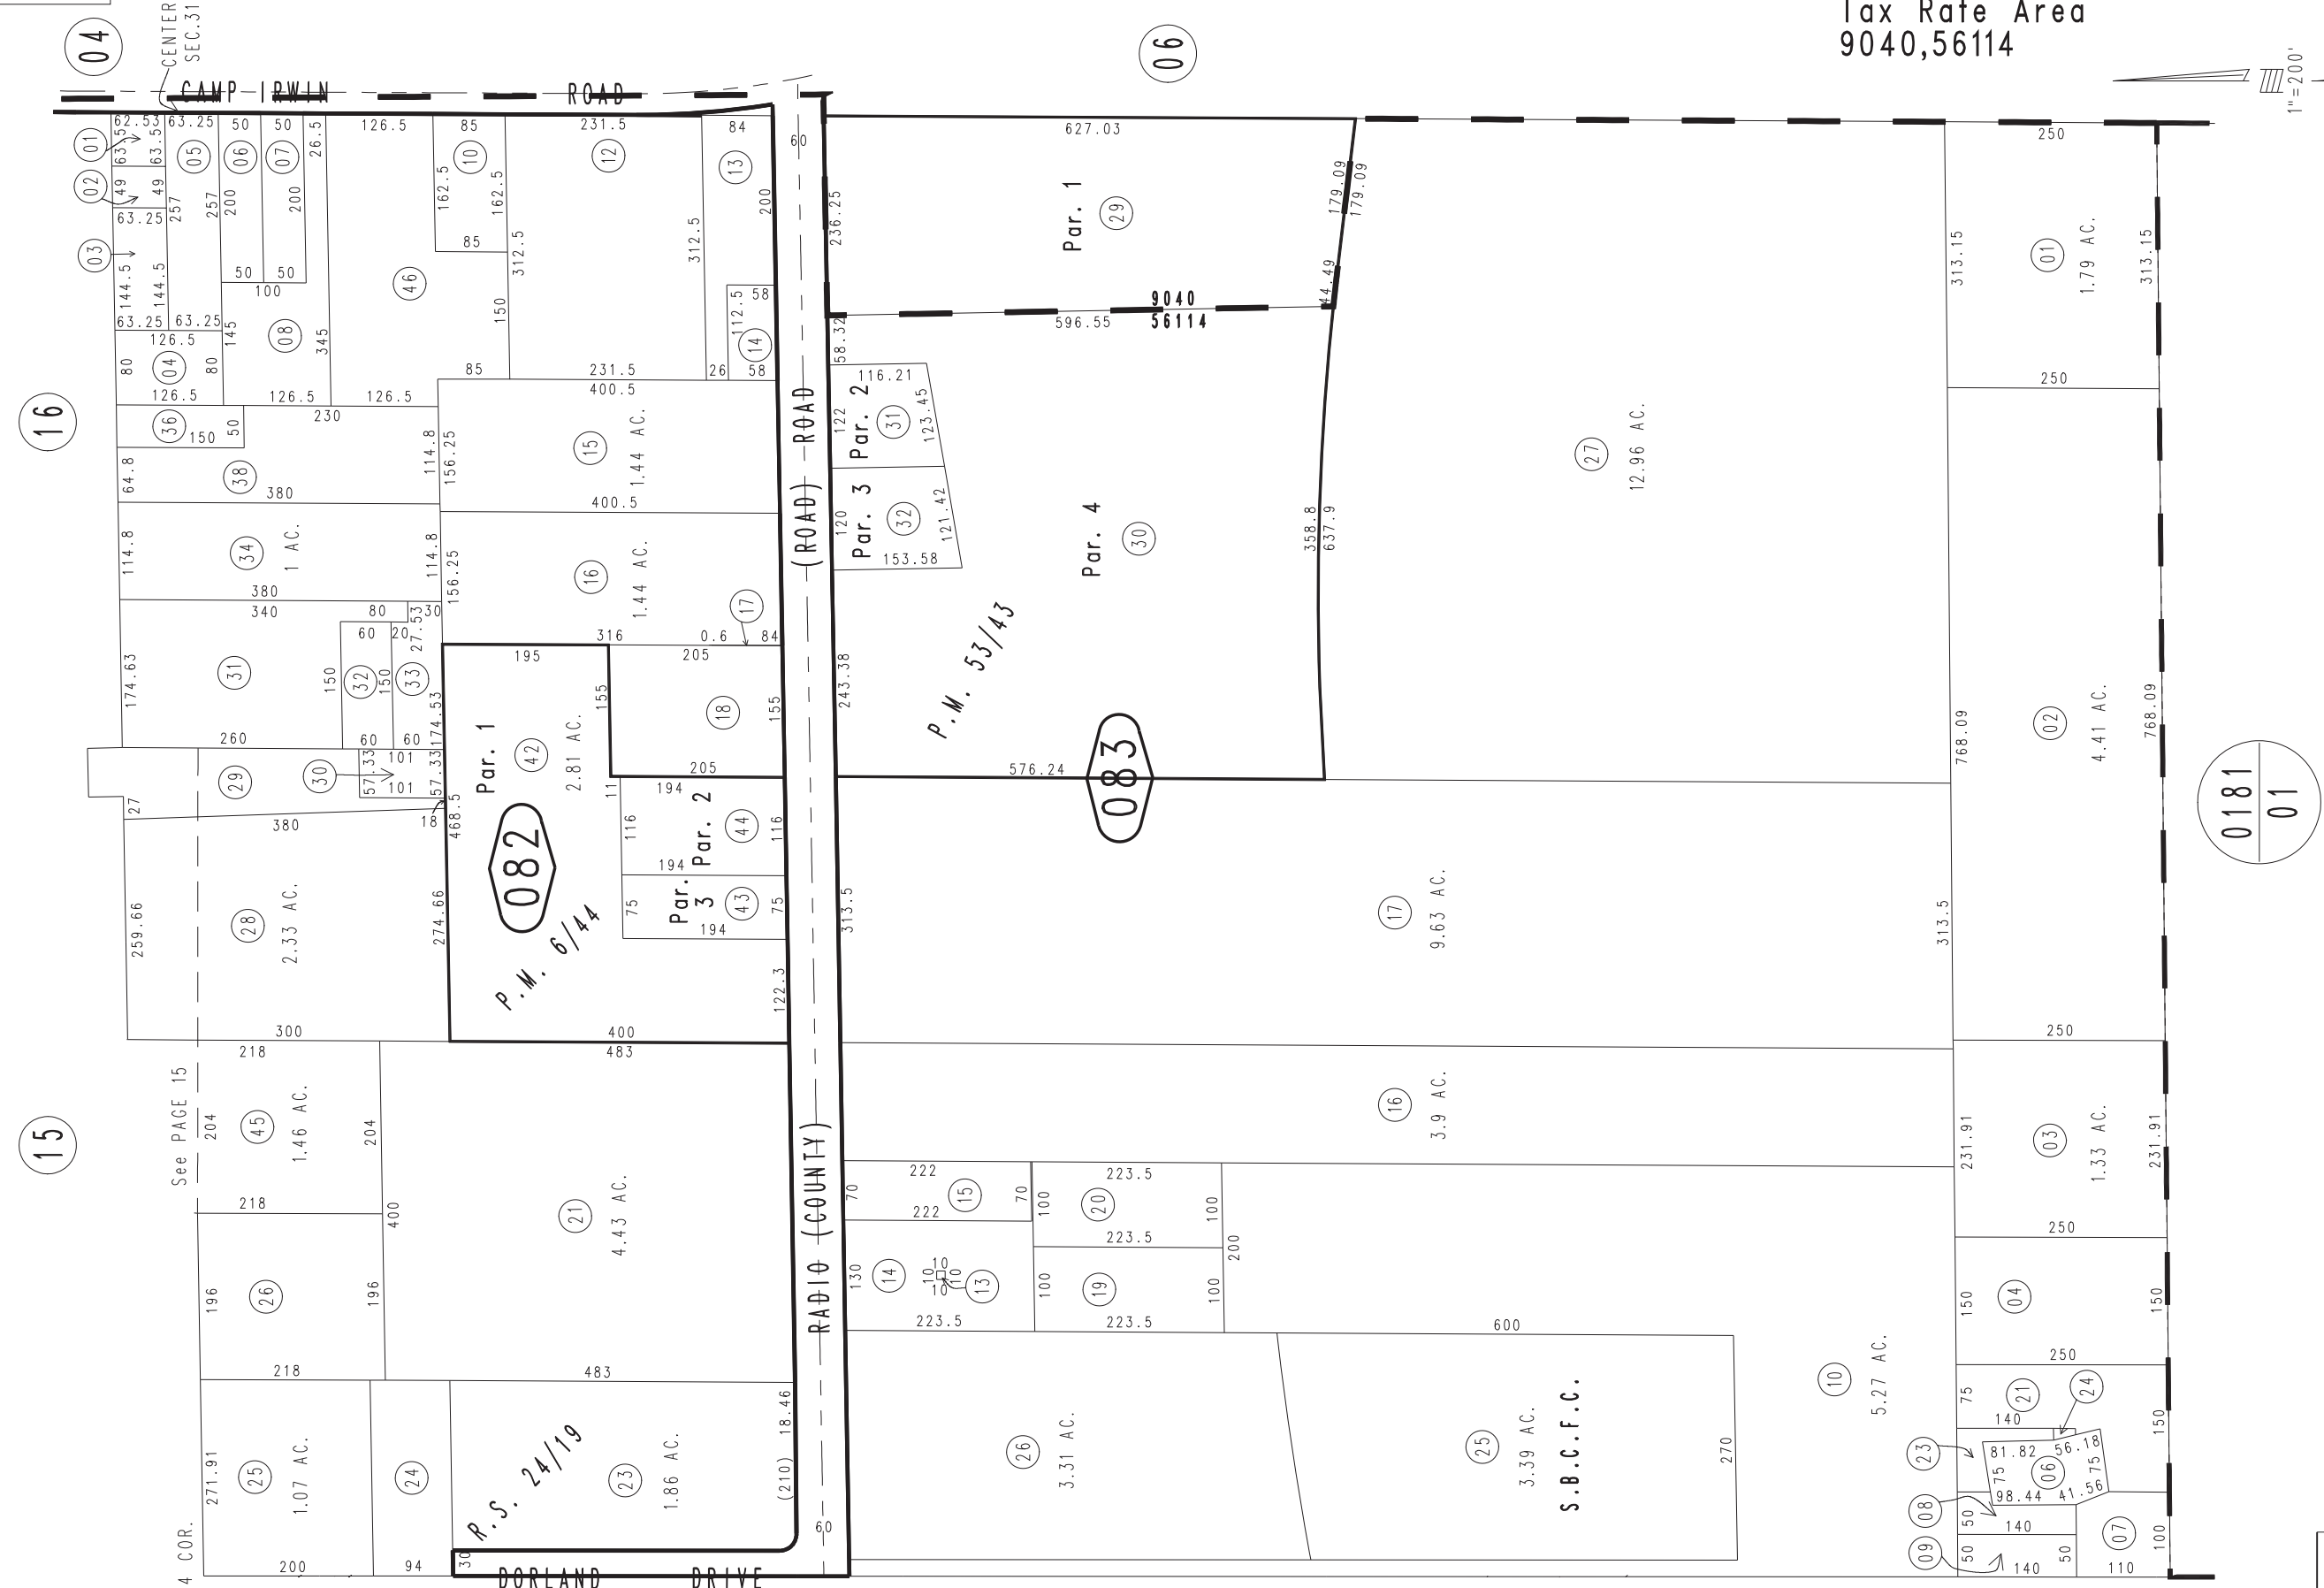 Tax Rate Area
9040,56114
1"=200'
04
CENTER
SEC.31
06
CAMP IRWIN ROAD
62.53 63.25 50 50 126.5 85 231.5 84
60
627.03
250
01 63.5 63.5 05 06 07 26.5 10 12 13
02 49 49 162.5 162.5 200
63.25 257 257 200 200
03 144.5 144.5
50 50 85
100
46 312.5 312.5
150
112.5 58
14
63.25 63.25
126.5 145 08 345
80 04 80
126.5 126.5 126.5
85 231.5 26 58
400.5
236.25
Par. 1
29
179.09
179.09
44.49
9040
596.55 56114
58.32
313.15 01 1.79 AC. 313.15
250
16
36 150 50 230
64.8 38 114.8 156.25
380
15 1.44 AC.
400.5
116.21
122 Par. 2 31 123.45
120 Par. 3 32 121.42
153.58
(ROAD) ROAD
Par. 4
30
358.8
637.9
27
12.96 AC.
114.8 34 1 AC. 114.8 156.25
380
16 1.44 AC.
17
340 80 30
60 20 27.53
316 0.6 84
195 205
174.63 31 150 32 150 33 174.53
155 18 155
243.38
P.M. 53/43
260 60 60
57.33 101 57.33
29 30 101
27
380 18
Par. 1
42
2.81 AC.
468.5
082
205
11 194
116 Par. 2 44 116
194
75 Par. 3 43 75
194
576.24
083
768.09 02 4.41 AC. 768.09
0181
01
259.66 28 2.33 AC. 274.66
P.M. 6/44
122.3
313.5
17
9.63 AC.
313.5
300 400
218 483
250
15
See PAGE 15
204 45 1.46 AC. 204
218
400
21
4.43 AC.
196 26 196
218 483
RADIO (COUNTY)
16
3.9 AC.
231.91 03 1.33 AC. 231.91
250
222 223.5
70 15 70 100 20 100
222 223.5
130 14 10 10 10 10 13 100 19 100
200
223.5 223.5
600
150 04 150
250
10
5.27 AC.
75 21 24
140
23 81.82 56.18
75 06 75
98.44 41.56
150
08 50 140
09 50 140 50
07 100
110
271.91 25 1.07 AC.
24
R.S. 24/19
23
1.86 AC.
(210) 18.46
26
3.31 AC.
25
3.39 AC.
S.B.C.F.C.
270
60
4 COR.
200 94 30
DORLAND DRIVE